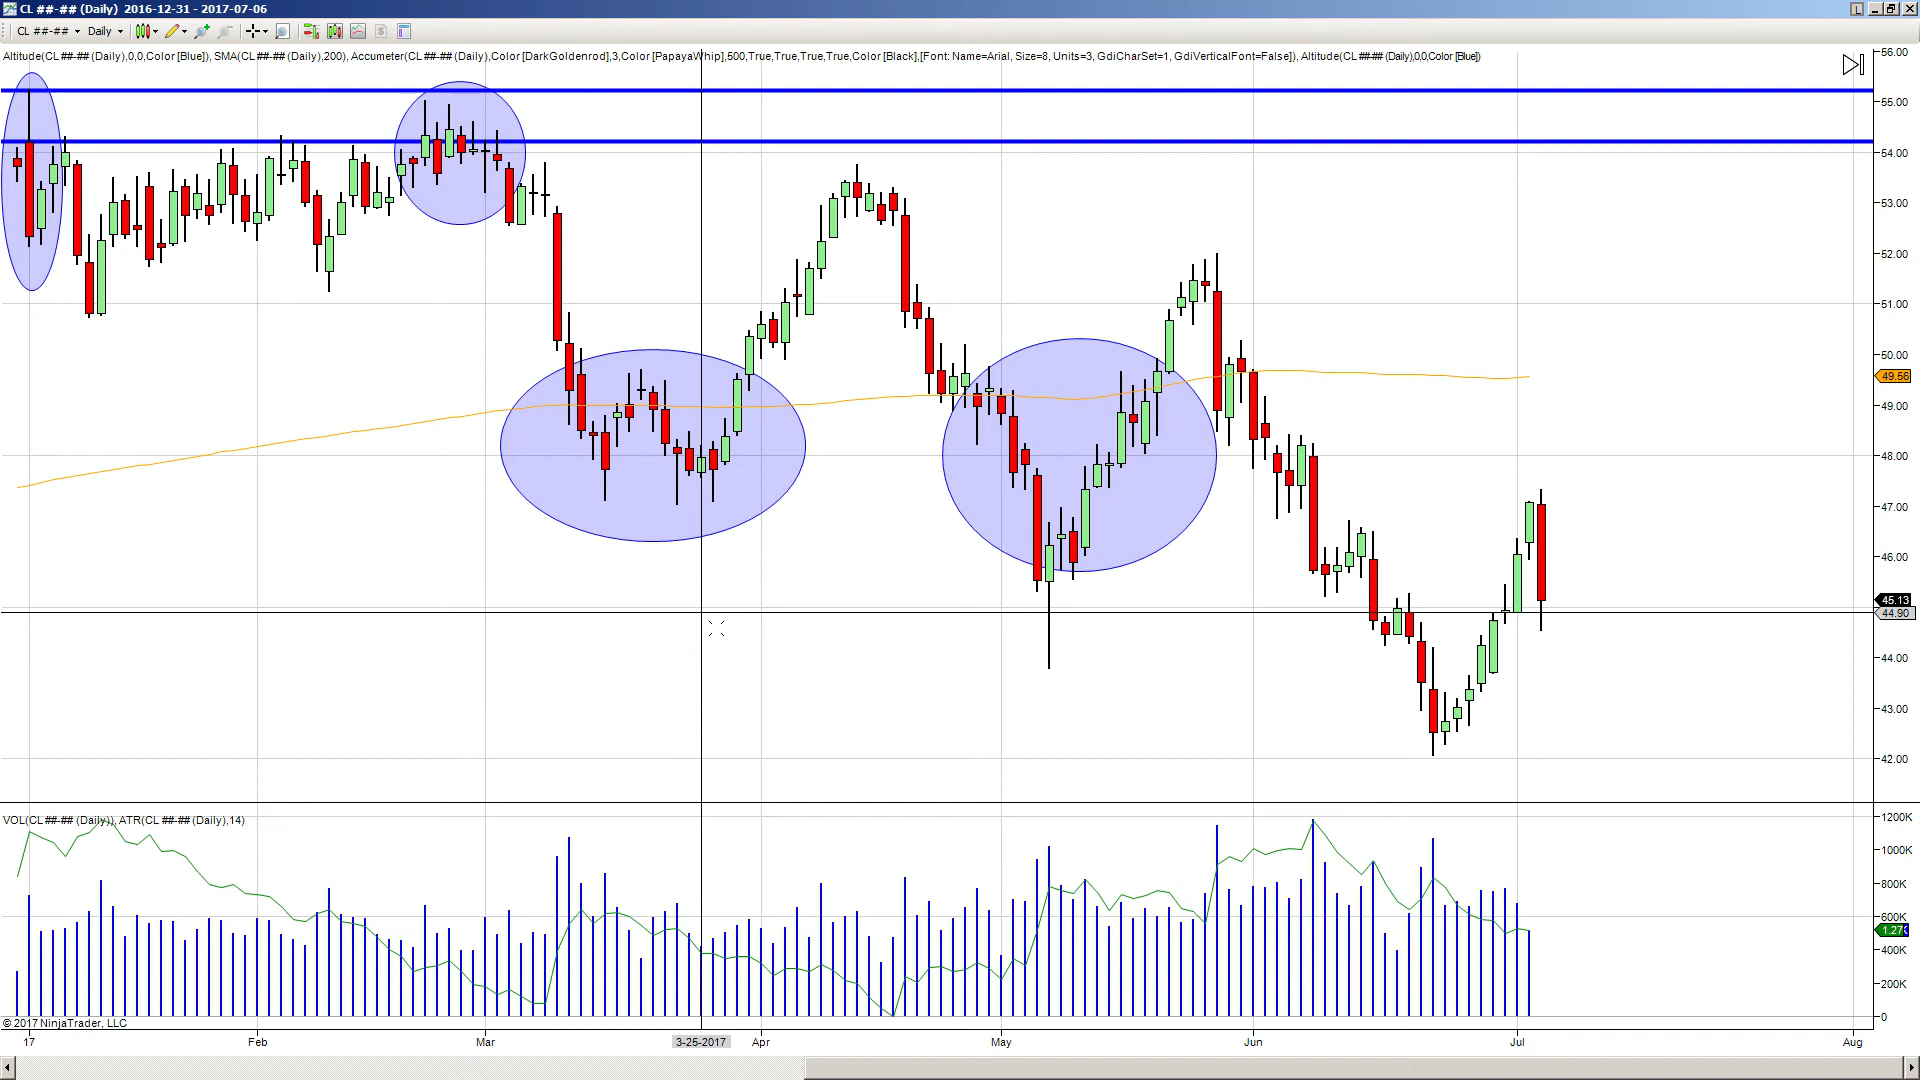 CL ##-## (Daily)  2016-12-31 - 2017-07-06
CL ##-## Daily
Altitude(CL ##-## (Daily),0,0,Color [Blue]), SMA(CL ##-## (Daily),200), Accumeter(CL ##-## (Daily),Color [DarkGoldenrod],3,Color [PapayaWhip],500,True,True,True,True,Color [Black],[Font: Name=Arial, Size=8, Units=3, GdiCharSet=1, GdiVerticalFont=False]), Altitude(CL ##-## (Daily),0,0,Color [Blue])
56.00
55.00
54.00
53.00
52.00
51.00
50.00
49.56
49.00
48.00
47.00
46.00
45.13
44.90
44.00
43.00
42.00
VOL(CL ##-## (Daily)), ATR(CL ##-## (Daily),14)
1200K
1000K
800K
600K
1.27K
400K
200K
0
© 2017 NinjaTrader, LLC
17 Feb Mar 3-25-2017 Apr May Jun Jul Aug